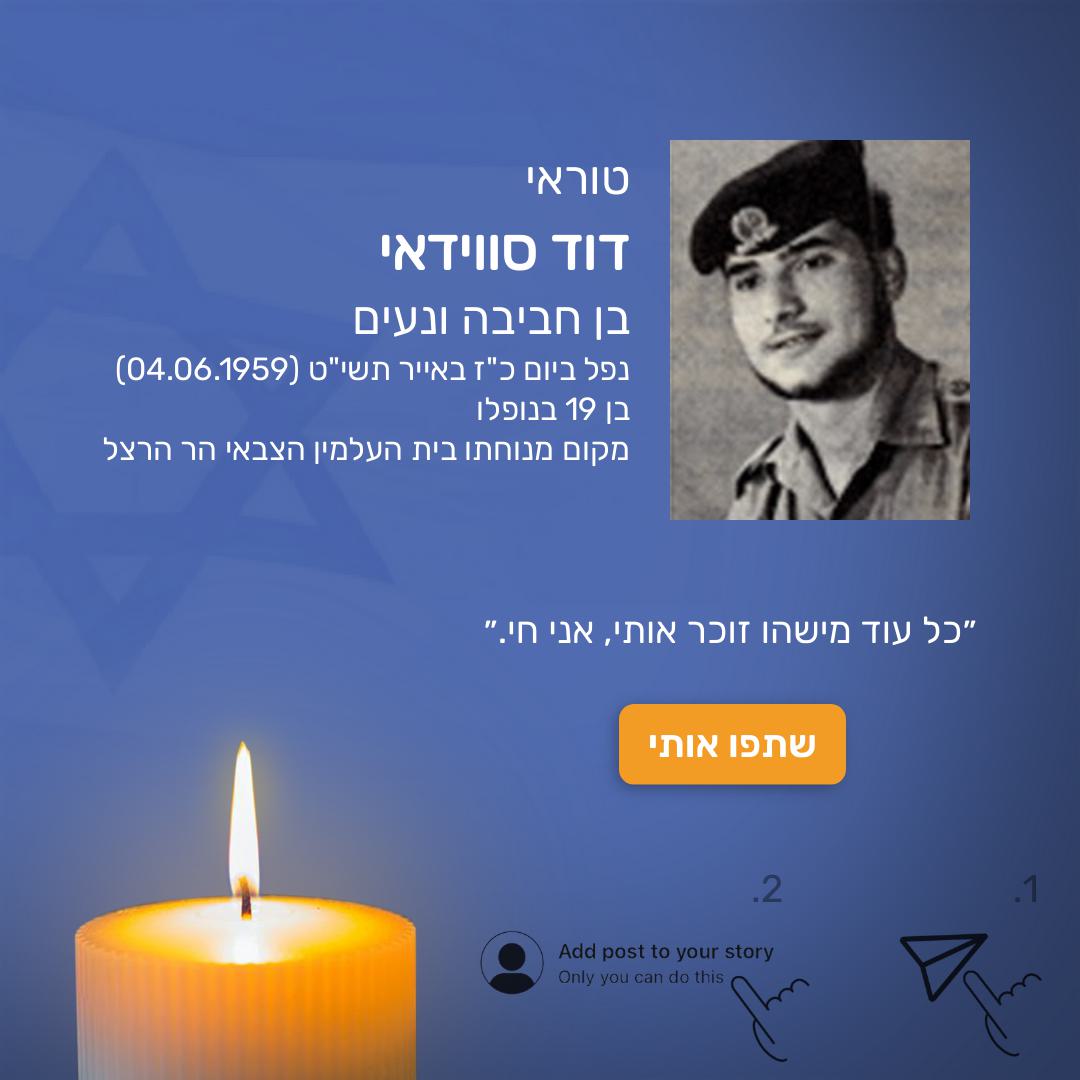 טוראי
דוד סווידאי
בן חביבה ונעים
נפל ביום כ"ז באייר תשי"ט (04.06.1959)
בן 19 בנופלו
מקום מנוחתו בית העלמין הצבאי הר הרצל
״כל עוד מישהו זוכר אותי, אני חי.״
שתפו אותי
1.
2.
Add post to your story
Only you can do this